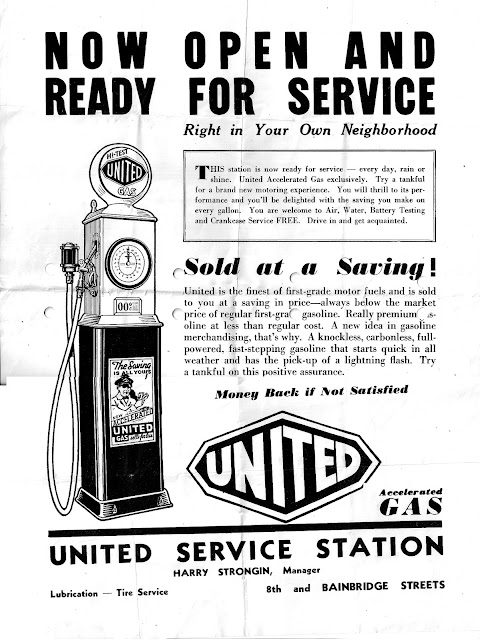 NOW OPEN AND
READY FOR SERVICE
Right in Your Own Neighborhood
HI-TEST
UNITED
GAS
THIS station is now ready for service — every day, rain or
shine. United Accelerated Gas exclusively. Try a tankful
for a brand new motoring experience. You will thrill to its per-
formance and you'll be delighted with the saving you make on
every gallon. You are welcome to Air, Water, Battery Testing
and Crankcase Service FREE. Drive in and get acquainted.
Sold at a Saving!
United is the finest of first-grade motor fuels and is sold
to you at a saving in price—always below the market
price of regular first-gra gasoline. Really premium as-
oline at less than regular cost. A new idea in gasoline
merchandising, that's why. A knockless, carbonless, full-
powered, fast-stepping gasoline that starts quick in all
weather and has the pick-up of a lightning flash. Try
a tankful on this positive assurance.
Money Back if Not Satisfied
00
The Saving
IS ALL YOURS
ACCELERATED
UNITED
GAS
UNITED
Accelerated
GAS
UNITED SERVICE STATION
HARRY STRONGIN, Manager
Lubrication — Tire Service
8th and BAINBRIDGE STREETS